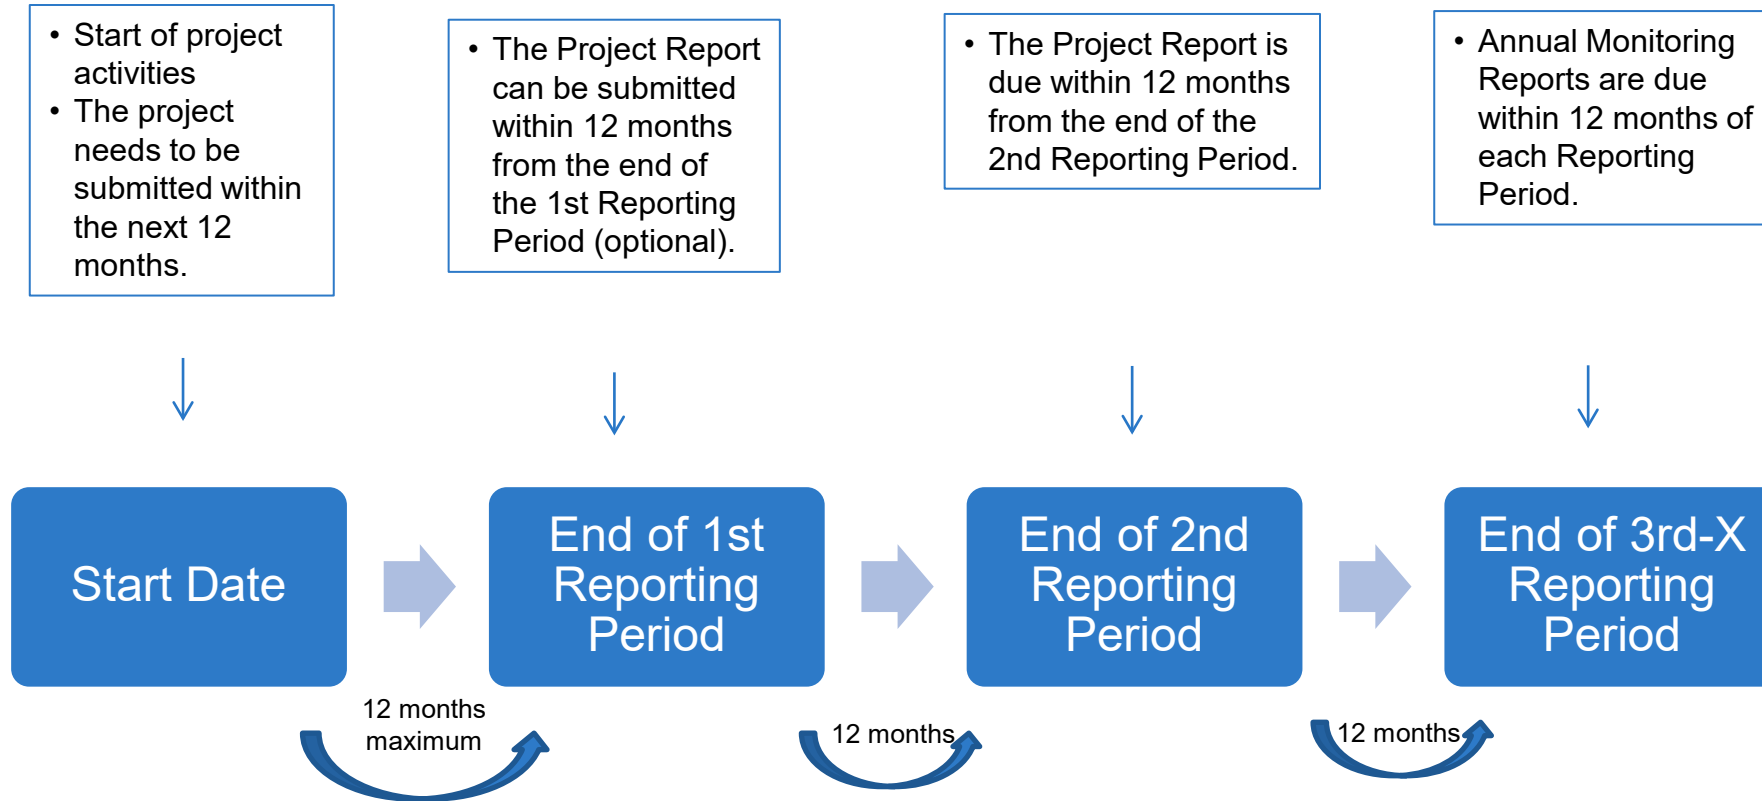 • Start of project
activities
• The project
needs to be
submitted within
the next 12
months.
• The Project Report
can be submitted
within 12 months
from the end of
the 1st Reporting
Period (optional).
• The Project Report is
due within 12 months
from the end of the
2nd Reporting Period.
• Annual Monitoring
Reports are due
within 12 months of
each Reporting
Period.
Start Date
End of 1st
Reporting
Period
End of 2nd
Reporting
Period
End of 3rd-X
Reporting
Period
12 months
maximum
12 months
12 months